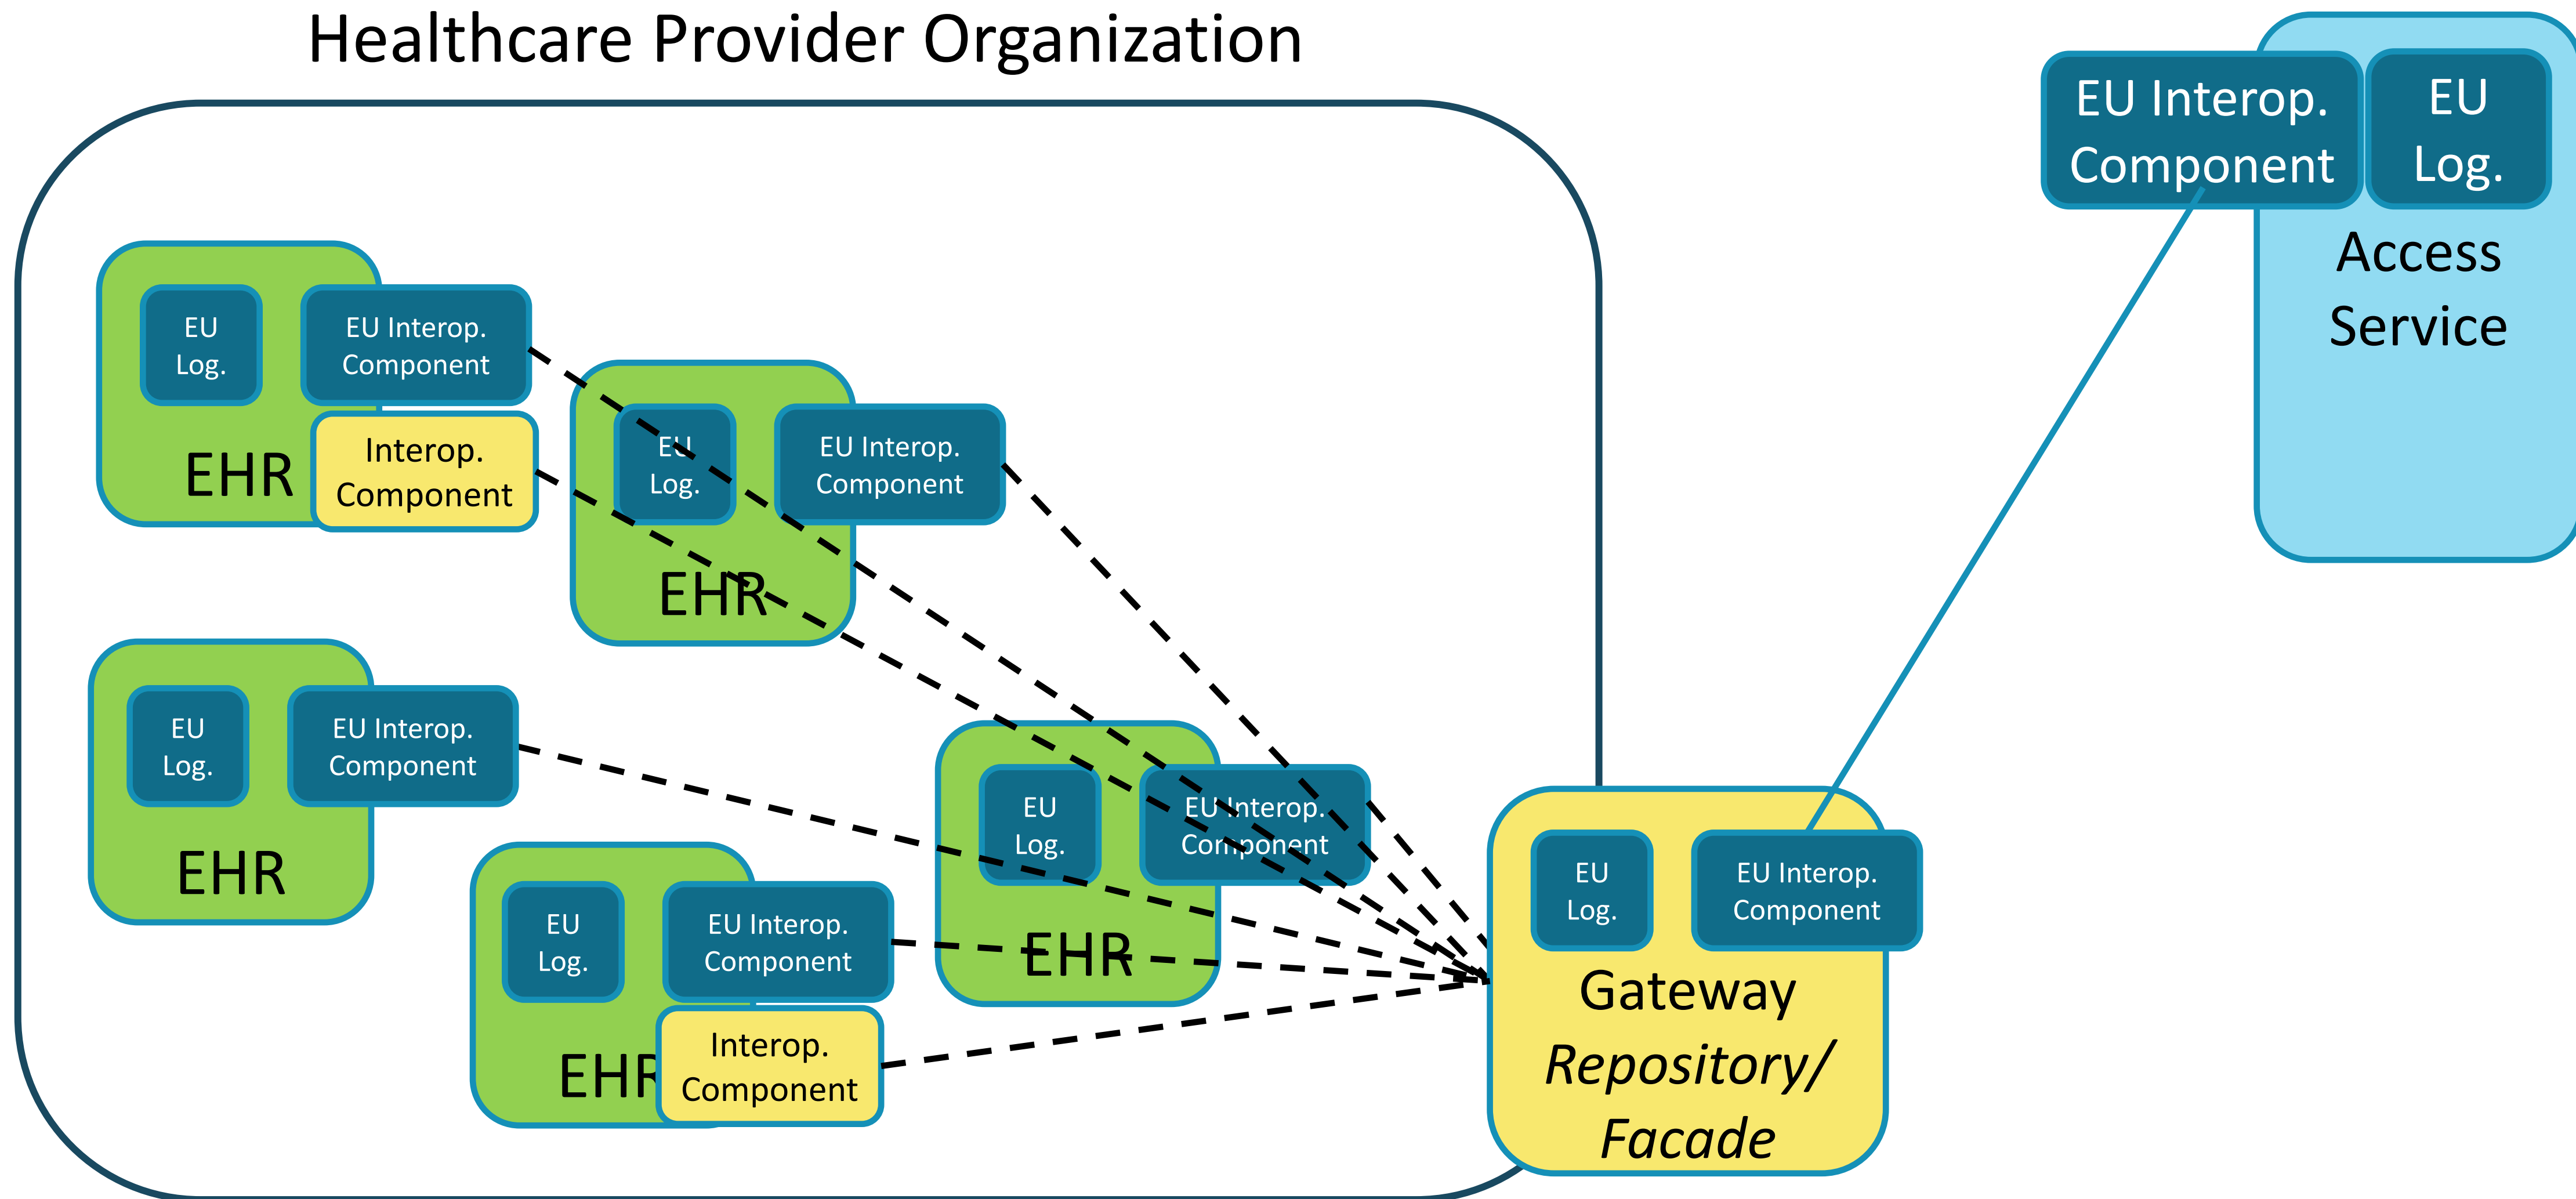 Healthcare Provider Organization
EU Interop.
Component
EU
Log.
Access
Service
EU
Log.
EU Interop.
Component
Interop.
Component
EHR
EU
Log.
EU Interop.
Component
EHR
EU
Log.
EU Interop.
Component
EHR
EU
Log.
EU Interop.
Component
EHR
EU
Log.
EU Interop.
Component
Interop.
Component
EHR
EU
Log.
EU Interop.
Component
Gateway
Repository/
Facade